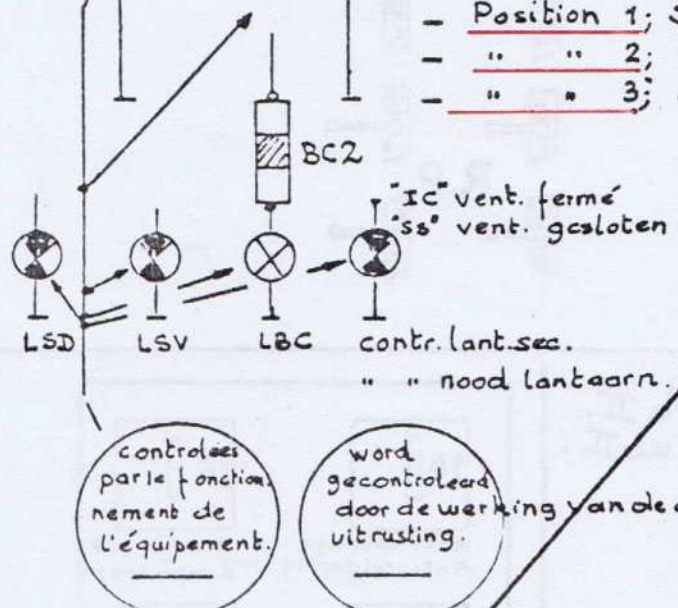 - Position 1; S
- " " 2;
- " " 3;
BC2
"IC" vent. fermé
"SS" vent. gesloten
LSD LSV LBC contr. lant. sec.
" " nood lantaarn.
controlées
par le fonction
nement de
l'équipement.
word
gecontroleerd
door de werking van de
uitrusting.